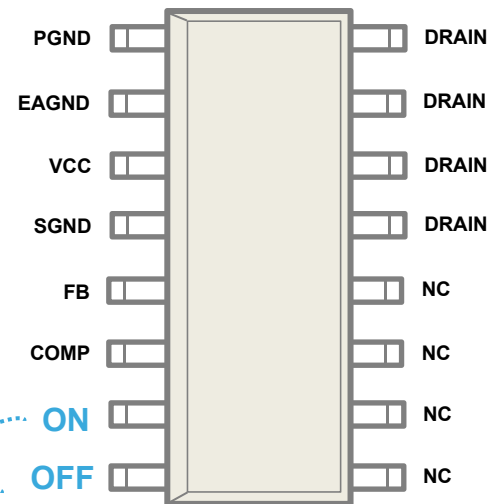 PGND DRAIN
EAGND DRAIN
VCC DRAIN
SGND DRAIN
FB NC
COMP NC
ON NC
OFF NC